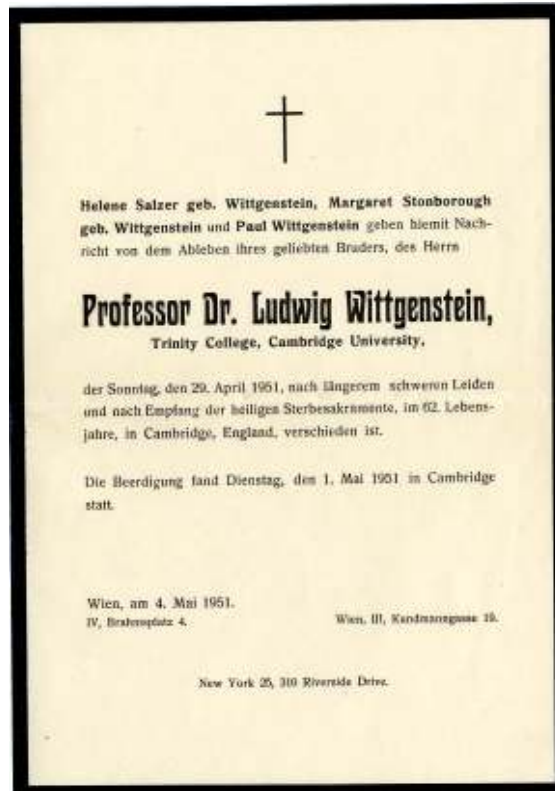 Helene Salzer geb. Wittgenstein, Margaret Stonborough
geb. Wittgenstein und Paul Wittgenstein geben hiemit Nach-
richt von dem Ableben ihres geliebten Bruders, des Herrn
Professor Dr. Ludwig Wittgenstein,
Trinity College, Cambridge University,
der Sonntag, den 29. April 1951, nach längerem schweren Leiden
und nach Empfang der heiligen Sterbesakramente, im 62. Lebens-
jahre, in Cambridge, England, verschieden ist.
Die Beerdigung fand Dienstag, den 1. Mai 1951 in Cambridge
statt.
Wien, am 4. Mai 1951.
IV, Brahmsplatz 4.
Wien, III, Kundmanngasse 19.
New York 25, 310 Riverside Drive.